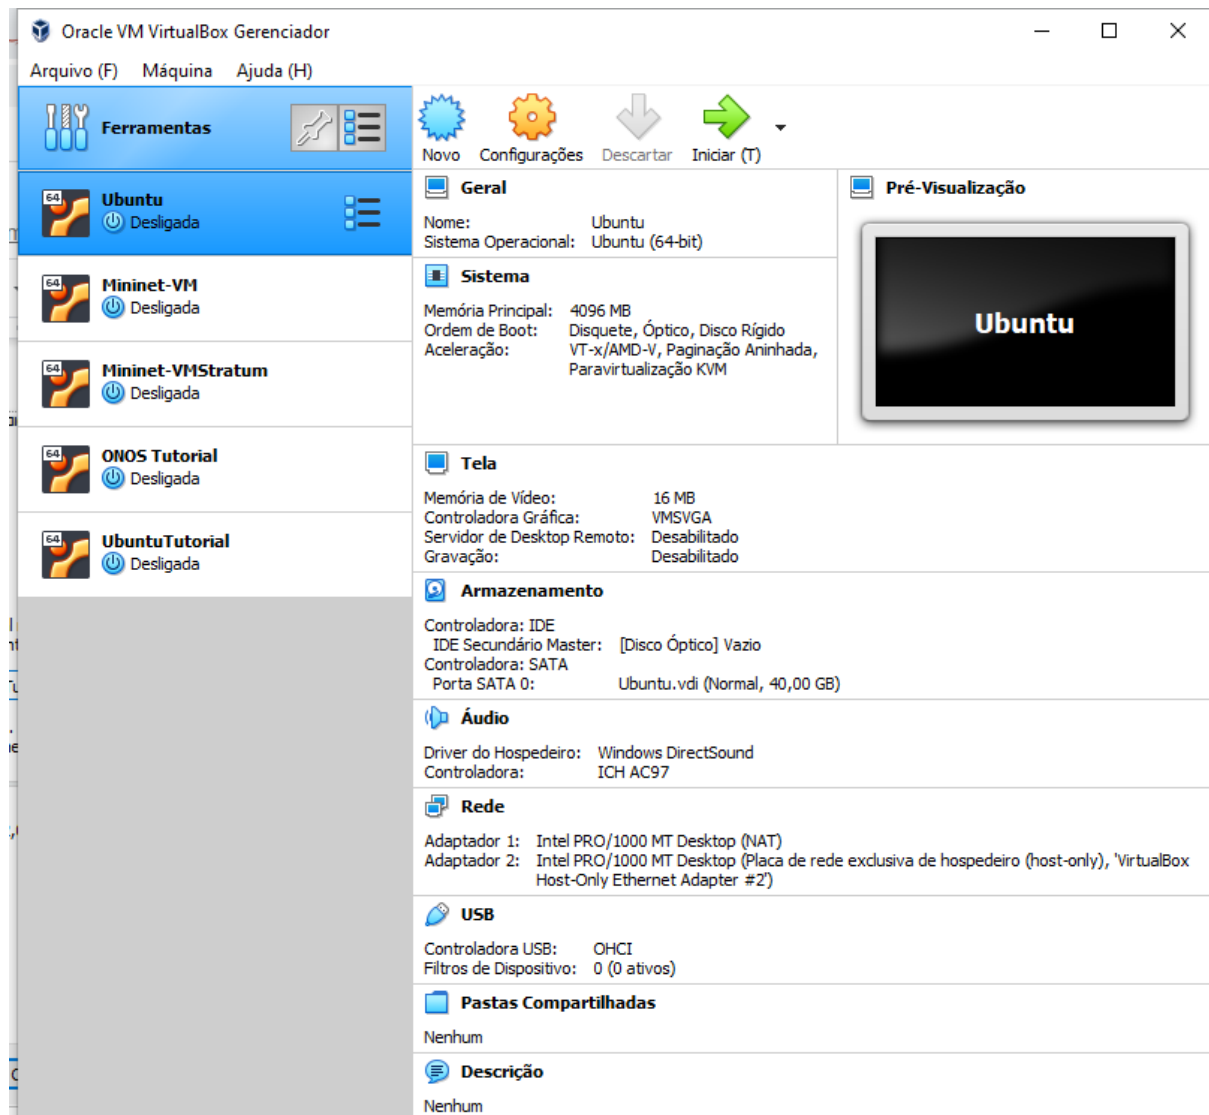 Oracle VM VirtualBox Gerenciador
Arquivo (F) Máquina Ajuda (H)
Ferramentas
Novo Configurações Descartar Iniciar (T)
64
Ubuntu
Desligada
64
Mininet-VM
Desligada
64
Mininet-VMStratum
Desligada
64
ONOS Tutorial
Desligada
64
UbuntuTutorial
Desligada
Geral
Nome: Ubuntu
Sistema Operacional: Ubuntu (64-bit)
Pré-Visualização
Ubuntu
Sistema
Memória Principal: 4096 MB
Ordem de Boot: Disquete, Óptico, Disco Rígido
Aceleração: VT-x/AMD-V, Paginação Aninhada,
Paravirtualização KVM
Tela
Memória de Vídeo: 16 MB
Controladora Gráfica: VMSVGA
Servidor de Desktop Remoto: Desabilitado
Gravação: Desabilitado
Armazenamento
Controladora: IDE
IDE Secundário Master: [Disco Óptico] Vazio
Controladora: SATA
Porta SATA 0: Ubuntu.vdi (Normal, 40,00 GB)
Áudio
Driver do Hospedeiro: Windows DirectSound
Controladora: ICH AC97
Rede
Adaptador 1: Intel PRO/1000 MT Desktop (NAT)
Adaptador 2: Intel PRO/1000 MT Desktop (Placa de rede exclusiva de hospedeiro (host-only), 'VirtualBox
Host-Only Ethernet Adapter #2')
USB
Controladora USB: OHCI
Filtros de Dispositivo: 0 (0 ativos)
Pastas Compartilhadas
Nenhum
Descrição
Nenhum